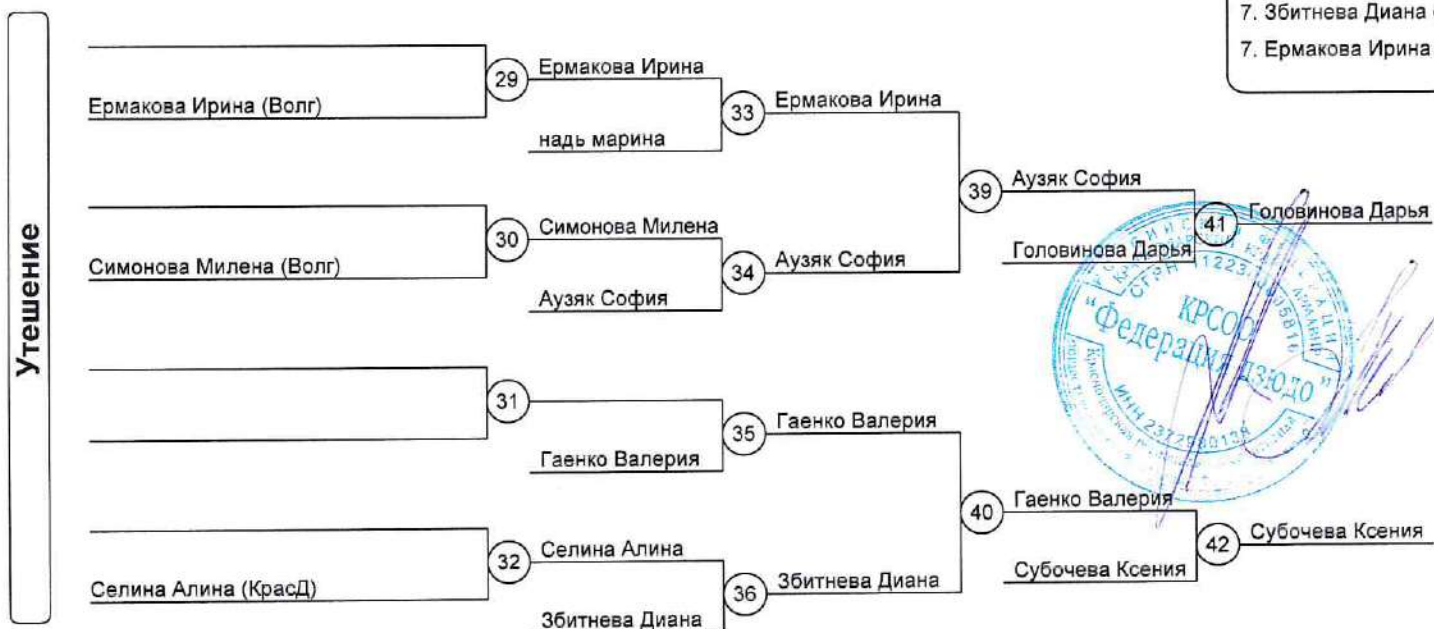 Утешение
7. Збитнева Диана
7. Ермакова Ирина
29
Ермакова Ирина
Ермакова Ирина (Волг)
33
Ермакова Ирина
надь марина
39
Аузяк София
30
Симонова Милена
Симонова Милена (Волг)
34
Аузяк София
Аузяк София
41
Головинова Дарья
Головинова Дарья
31
35
Гаенко Валерия
Гаенко Валерия
40
Гаенко Валерия
32
Селина Алина
Селина Алина (КрасД)
36
Збитнева Диана
Збитнева Диана
42
Субочева Ксения
Субочева Ксения
КРСОО
"Федерация дзюдо"